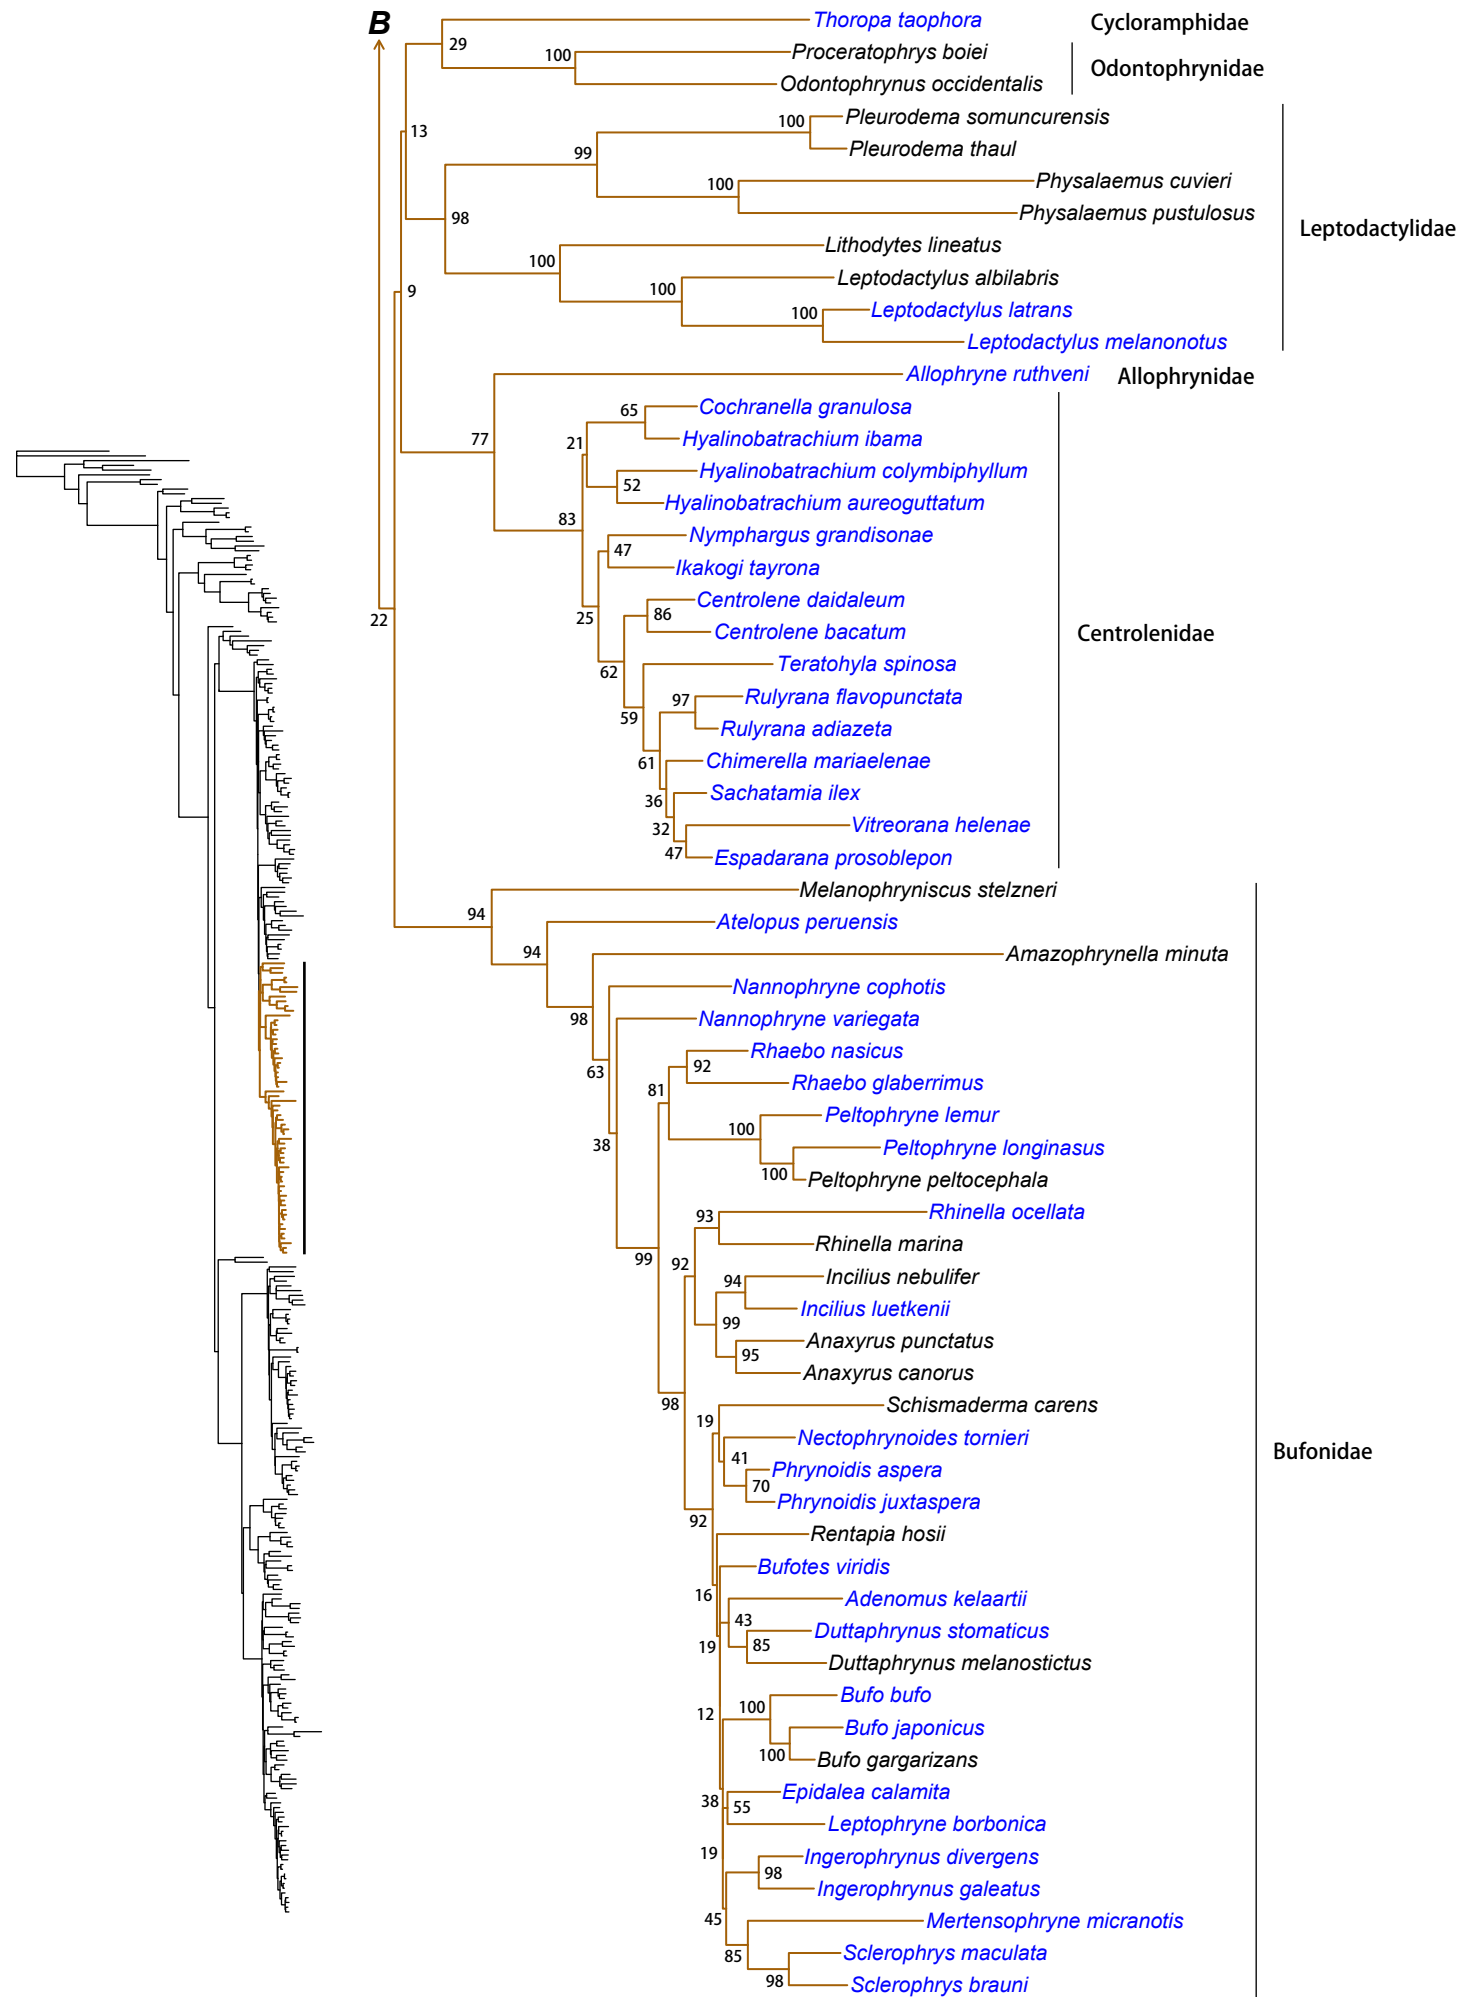 B
Thoropa taophora
Cycloramphidae
29
Proceratophrys boiei
100
Odontophrynidae
Odontophrynus occidentalis
Pleurodema somuncurensis
100
13
Pleurodema thaul
99
Physalaemus cuvieri
100
Physalaemus pustulosus
98
Leptodactylidae
Lithodytes lineatus
100
Leptodactylus albilabris
100
9
Leptodactylus latrans
100
Leptodactylus melanonotus
Allophryne ruthveni
Allophrynidae
Cochranella granulosa
65
77
Hyalinobatrachium ibama
21
Hyalinobatrachium colymbiphyllum
52
Hyalinobatrachium aureoguttatum
83
Nymphargus grandisonae
47
Ikakogi tayrona
Centrolene daidaleum
86
25
22
Centrolene bacatum
Centrolenidae
Teratohyla spinosa
62
Rulyrana flavopunctata
97
59
Rulyrana adiazeta
61
Chimerella mariaelenae
Sachatamia ilex
36
32
Vitreorana helenae
47
Espadarana prosoblepon
Melanophryniscus stelzneri
94
Atelopus peruensis
94
Amazophrynella minuta
Nannophryne cophotis
98
Nannophryne variegata
Rhaebo nasicus
92
63
Rhaebo glaberrimus
81
Peltophryne lemur
100
38
Peltophryne longinasus
100
Peltophryne peltocephala
Rhinella ocellata
93
Rhinella marina
99
92
Incilius nebulifer
94
Incilius luetkenii
99
Anaxyrus punctatus
95
Anaxyrus canorus
98
Schismaderma carens
19
Nectophrynoides tornieri
Bufonidae
41
Phrynoidis aspera
70
Phrynoidis juxtaspera
92
Rentapia hosii
Bufotes viridis
16
Adenomus kelaartii
43
Duttaphrynus stomaticus
19
85
Duttaphrynus melanostictus
Bufo bufo
100
12
Bufo japonicus
100
Bufo gargarizans
Epidalea calamita
38
55
Leptophryne borbonica
19
Ingerophrynus divergens
98
Ingerophrynus galeatus
45
Mertensophryne micranotis
85
Sclerophrys maculata
98
Sclerophrys brauni